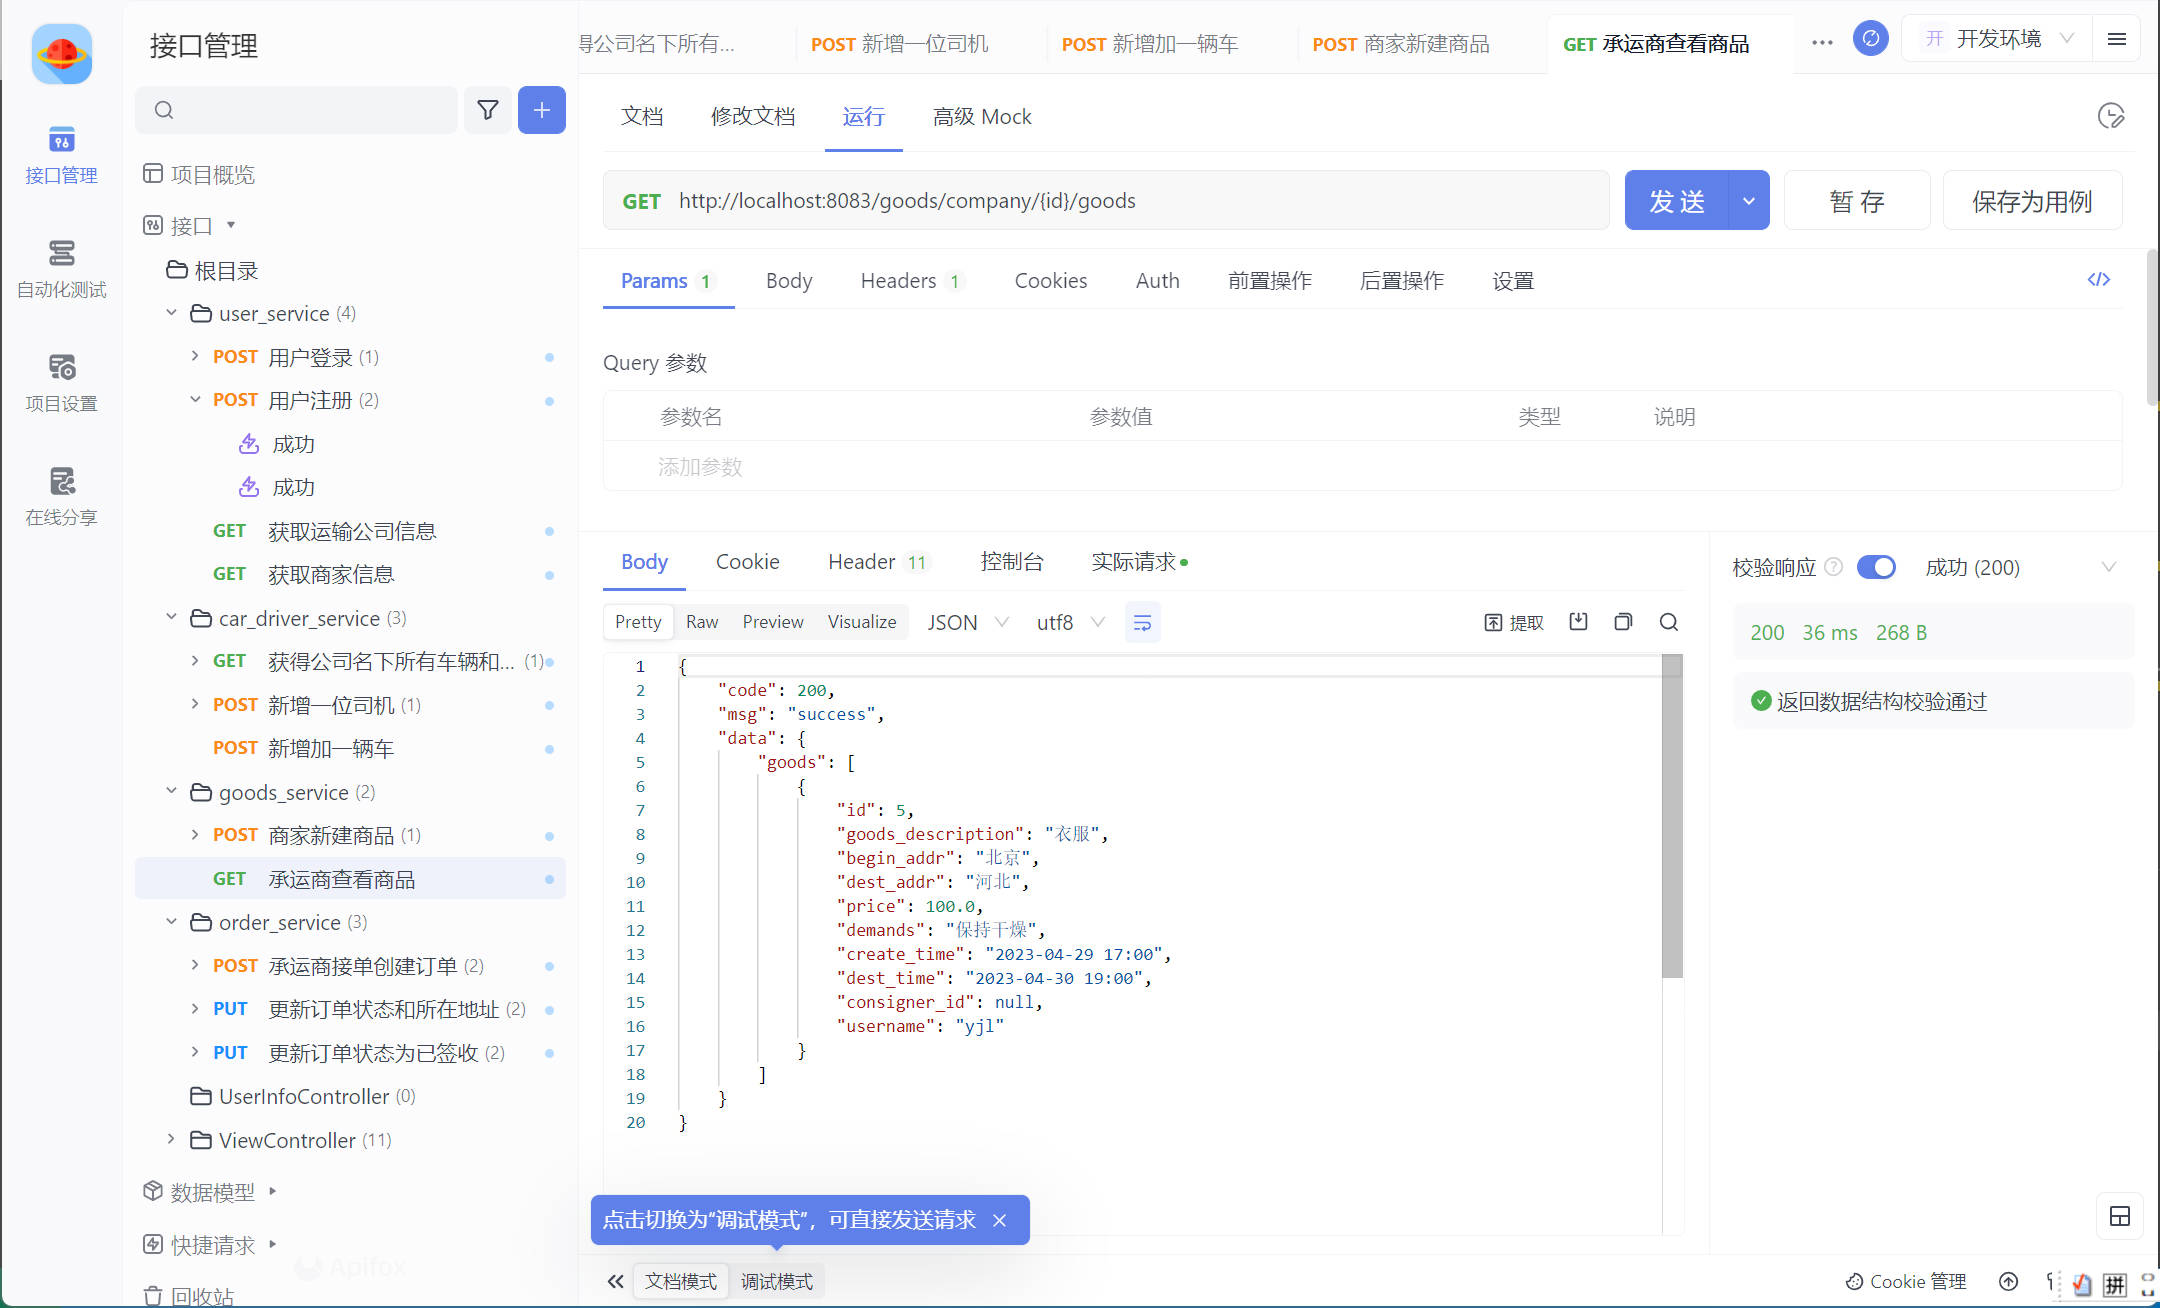 接口管理
自动化测试
项目设置
在线分享
接口管理
项目概览
接口
根目录
user_service (4)
POST 用户登录 (1)
POST 用户注册 (2)
成功
成功
GET 获取运输公司信息
GET 获取商家信息
car_driver_service (3)
GET 获得公司名下所有车辆和... (1)
POST 新增一位司机 (1)
POST 新增加一辆车
goods_service (2)
POST 商家新建商品 (1)
GET 承运商查看商品
order_service (3)
POST 承运商接单创建订单 (2)
PUT 更新订单状态和所在地址 (2)
PUT 更新订单状态为已签收 (2)
UserInfoController (0)
ViewController (11)
数据模型
快捷请求
Apifox
回收站
得公司名下所有... POST 新增一位司机 POST 新增加一辆车 POST 商家新建商品 GET 承运商查看商品 ... 开 开发环境
文档 修改文档 运行 高级 Mock
GET http://localhost:8083/goods/company/{id}/goods 发 送 暂 存 保存为用例
Params 1 Body Headers 1 Cookies Auth 前置操作 后置操作 设置 </>
Query 参数
参数名 参数值 类型 说明
添加参数
Body Cookie Header 11 控制台 实际请求
Pretty Raw Preview Visualize JSON utf8 提取
1 {
2 "code": 200,
3 "msg": "success",
4 "data": {
5 "goods": [
6 {
7 "id": 5,
8 "goods_description": "衣服",
9 "begin_addr": "北京",
10 "dest_addr": "河北",
11 "price": 100.0,
12 "demands": "保持干燥",
13 "create_time": "2023-04-29 17:00",
14 "dest_time": "2023-04-30 19:00",
15 "consigner_id": null,
16 "username": "yjl"
17 }
18 ]
19 }
20 }
校验响应 ? 成功 (200)
200 36 ms 268 B
返回数据结构校验通过
点击切换为“调试模式”，可直接发送请求 ×
文档模式 调试模式
Cookie 管理
拼